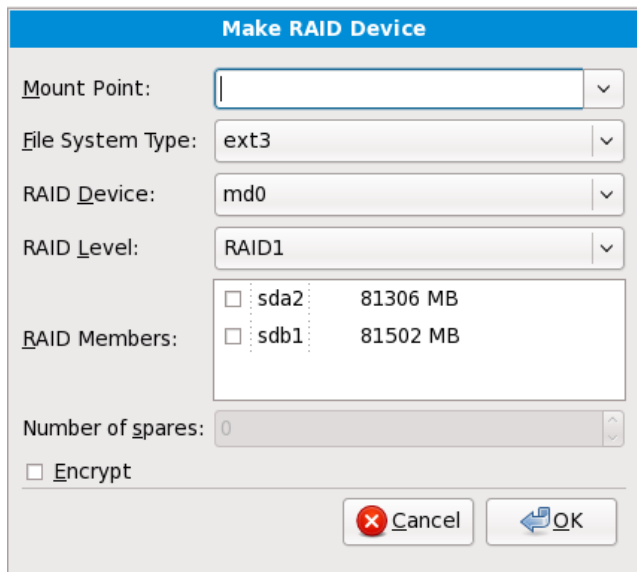 Make RAID Device
Mount Point:
File System Type: ext3
RAID Device: md0
RAID Level: RAID1
RAID Members:
sda2 81306 MB
sdb1 81502 MB
Number of spares: 0
Encrypt
Cancel OK